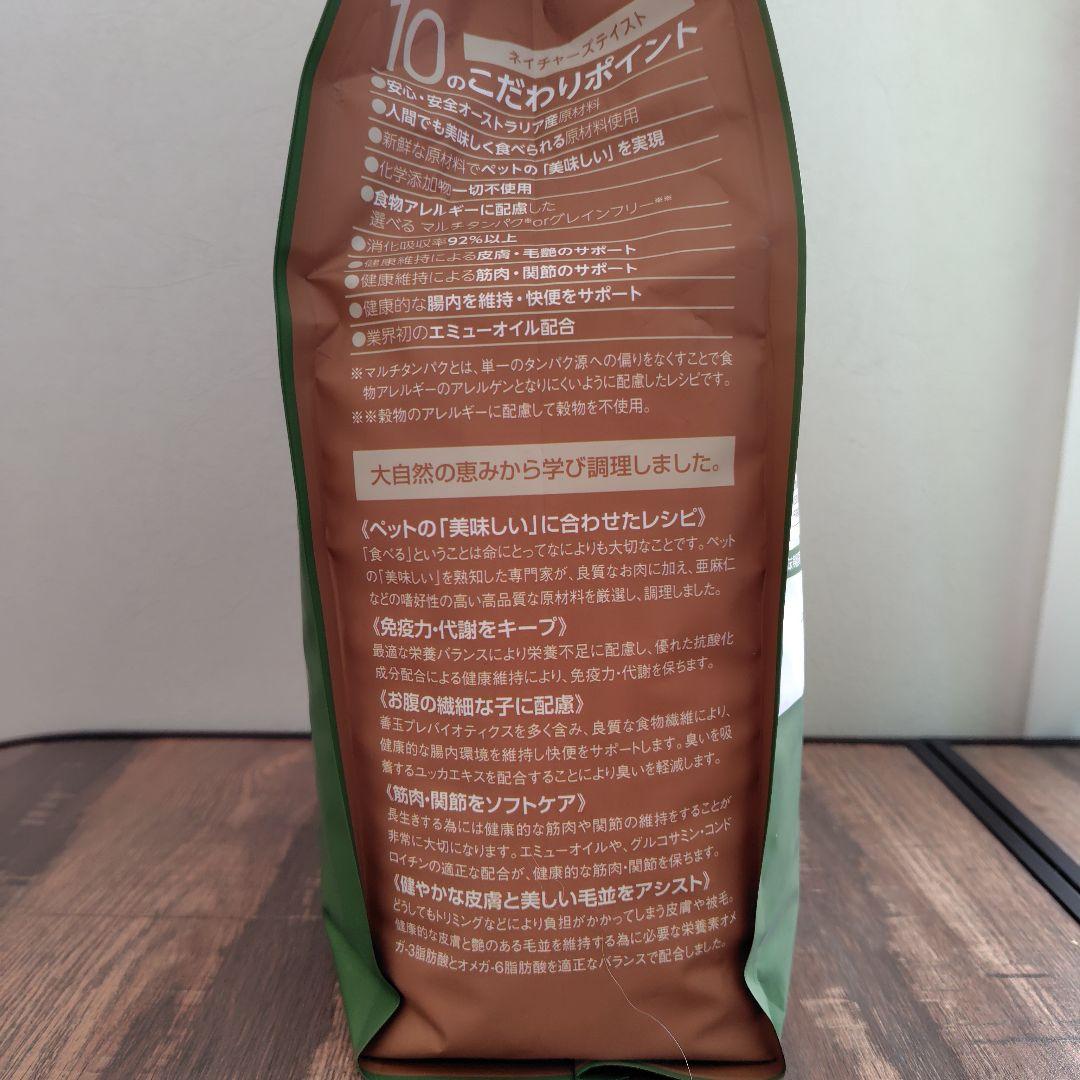 ネイチャーズテイスト
10のこだわりポイント
●安心・安全オーストラリア産原材料
●人間でも美味しく食べられる原材料使用
●新鮮な原材料でペットの「美味しい」を実現
●化学添加物一切不使用
●食物アレルギーに配慮した
選べる マルチタンパク※orグレインフリー※※
●消化吸収率92%以上
●健康維持による皮膚・毛艶のサポート
●健康維持による筋肉・関節のサポート
●健康的な腸内を維持・快便をサポート
●業界初のエミューオイル配合
※マルチタンパクとは、単一のタンパク源への偏りをなくすことで食
物アレルギーのアレルゲンとなりにくいように配慮したレシピです。
※※穀物のアレルギーに配慮して穀物を不使用。
大自然の恵みから学び調理しました。
《ペットの「美味しい」に合わせたレシピ》
「食べる」ということは命にとってなによりも大切なことです。ペット
の「美味しい」を熟知した専門家が、良質なお肉に加え、亜麻仁
などの嗜好性の高い高品質な原材料を厳選し、調理しました。
《免疫力・代謝をキープ》
最適な栄養バランスにより栄養不足に配慮し、優れた抗酸化
成分配合による健康維持により、免疫力・代謝を保ちます。
《お腹の繊細な子に配慮》
善玉プレバイオティクスを多く含み、良質な食物繊維により、
健康的な腸内環境を維持し快便をサポートします。臭いを吸
着するユッカエキスを配合することにより臭いを軽減します。
《筋肉・関節をソフトケア》
長生きする為には健康的な筋肉や関節の維持をすることが
非常に大切になります。エミューオイルや、グルコサミン・コンド
ロイチンの適正な配合が、健康的な筋肉・関節を保ちます。
《健やかな皮膚と美しい毛並をアシスト》
どうしてもトリミングなどにより負担がかかってしまう皮膚や被毛。
健康的な皮膚と艶のある毛並を維持する為に必要な栄養素オメ
ガ-3脂肪酸とオメガ-6脂肪酸を適正なバランスで配合しました。